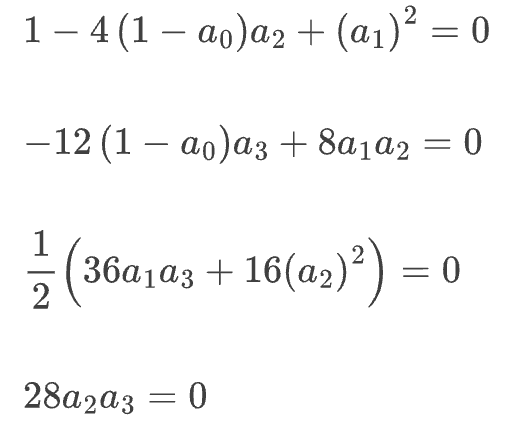 1 − 4 (1 − a₀)a₂ + (a₁)² = 0
−12 (1 − a₀)a₃ + 8a₁a₂ = 0
1/2 (36a₁a₃ + 16(a₂)²) = 0
28a₂a₃ = 0